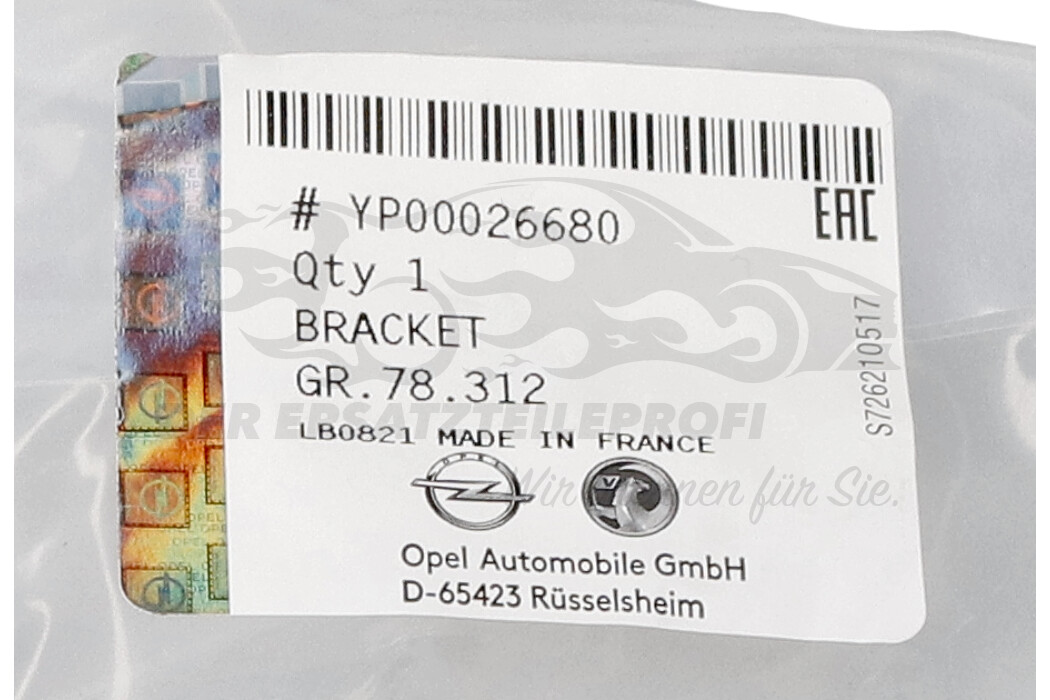 # YP00026680
EAC
Qty 1
BRACKET
GR.78.312
LB0821 MADE IN FRANCE
S726210517
ERSATZTEILEPROFI
Wir für Sie.
OPEL
Opel Automobile GmbH
D-65423 Rüsselsheim